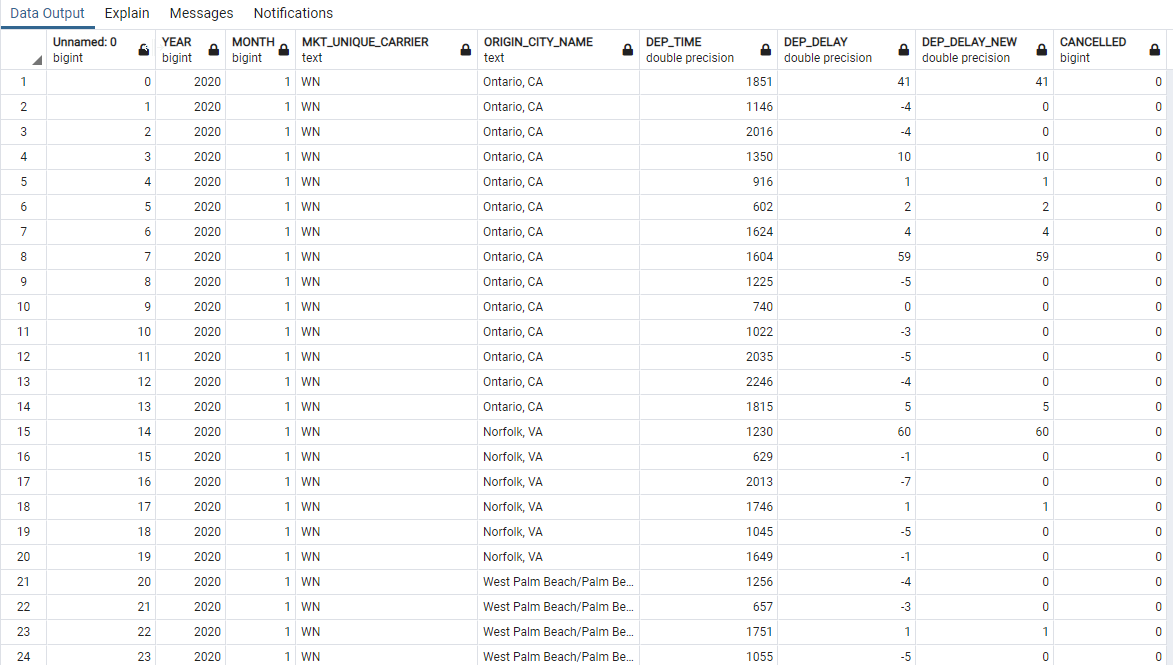 Data Output Explain Messages Notifications
Unnamed: 0 YEAR MONTH MKT_UNIQUE_CARRIER ORIGIN_CITY_NAME DEP_TIME DEP_DELAY DEP_DELAY_NEW CANCELLED
bigint bigint bigint text text double precision double precision double precision bigint
1 0 2020 1 WN Ontario, CA 1851 41 41 0
2 1 2020 1 WN Ontario, CA 1146 -4 0 0
3 2 2020 1 WN Ontario, CA 2016 -4 0 0
4 3 2020 1 WN Ontario, CA 1350 10 10 0
5 4 2020 1 WN Ontario, CA 916 1 1 0
6 5 2020 1 WN Ontario, CA 602 2 2 0
7 6 2020 1 WN Ontario, CA 1624 4 4 0
8 7 2020 1 WN Ontario, CA 1604 59 59 0
9 8 2020 1 WN Ontario, CA 1225 -5 0 0
10 9 2020 1 WN Ontario, CA 740 0 0 0
11 10 2020 1 WN Ontario, CA 1022 -3 0 0
12 11 2020 1 WN Ontario, CA 2035 -5 0 0
13 12 2020 1 WN Ontario, CA 2246 -4 0 0
14 13 2020 1 WN Ontario, CA 1815 5 5 0
15 14 2020 1 WN Norfolk, VA 1230 60 60 0
16 15 2020 1 WN Norfolk, VA 629 -1 0 0
17 16 2020 1 WN Norfolk, VA 2013 -7 0 0
18 17 2020 1 WN Norfolk, VA 1746 1 1 0
19 18 2020 1 WN Norfolk, VA 1045 -5 0 0
20 19 2020 1 WN Norfolk, VA 1649 -1 0 0
21 20 2020 1 WN West Palm Beach/Palm Be... 1256 -4 0 0
22 21 2020 1 WN West Palm Beach/Palm Be... 657 -3 0 0
23 22 2020 1 WN West Palm Beach/Palm Be... 1751 1 1 0
24 23 2020 1 WN West Palm Beach/Palm Be... 1055 -5 0 0